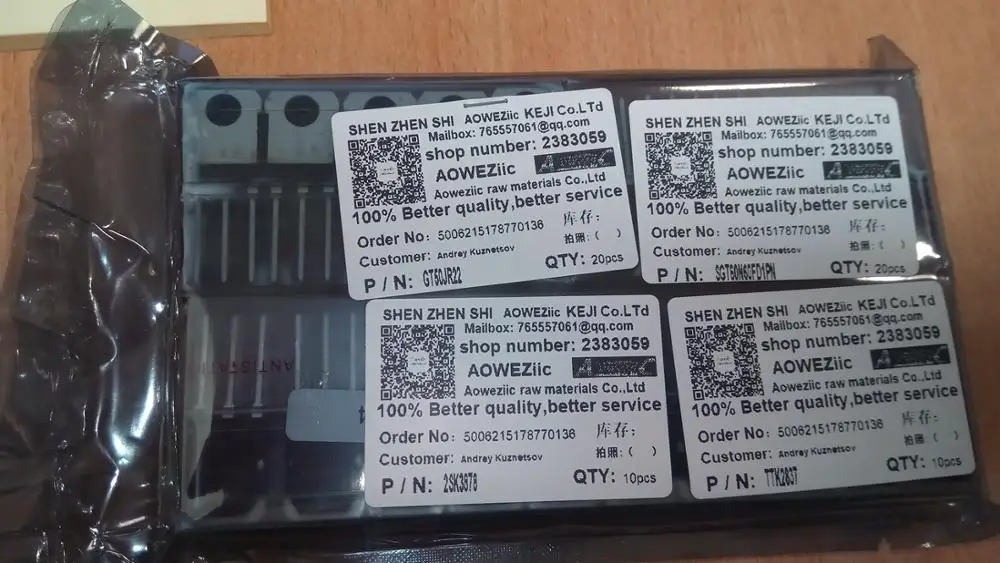 SHEN ZHEN SHI AOWEZiic KEJI Co.LTd
Mailbox: 765557061@qq.com
shop number: 2383059
AOWEZiic
Aoweziic raw materials Co.,Ltd
100% Better quality,better service
Order No: 5006215178770136 库存:
Customer: Andrey Kuznetsov 拍照:( )
P / N: GT50JR22 QTY: 20pcs
SHEN ZHEN SHI AOWEZiic KEJI Co.LTd
Mailbox: 765557061@qq.com
shop number: 2383059
AOWEZiic
Aoweziic raw materials Co.,Ltd
100% Better quality,better service
Order No: 5006215178770136 库存:
Customer: Andrey Kuznetsov 拍照:( )
P / N: SGT60N60FD1PN QTY: 20pcs
SHEN ZHEN SHI AOWEZiic KEJI Co.LTd
Mailbox: 765557061@qq.com
shop number: 2383059
AOWEZiic
Aoweziic raw materials Co.,Ltd
100% Better quality,better service
Order No: 5006215178770136 库存:
Customer: Andrey Kuznetsov 拍照:( )
P / N: 2SK3878 QTY: 10pcs
SHEN ZHEN SHI AOWEZiic KEJI Co.LTd
Mailbox: 765557061@qq.com
shop number: 2383059
AOWEZiic
Aoweziic raw materials Co.,Ltd
100% Better quality,better service
Order No: 5006215178770136 库存:
Customer: Andrey Kuznetsov 拍照:( )
P / N: TTK2837 QTY: 10pcs